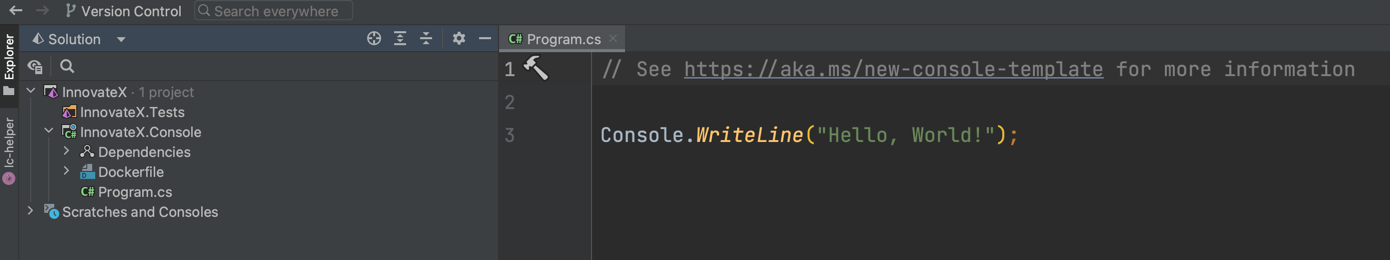 Version Control
Search everywhere
Explorer
lc-helper
Solution
InnovateX · 1 project
InnovateX.Tests
C# InnovateX.Console
Dependencies
Dockerfile
C# Program.cs
Scratches and Consoles
C# Program.cs
1 // See https://aka.ms/new-console-template for more information
2
3 Console.WriteLine("Hello, World!");